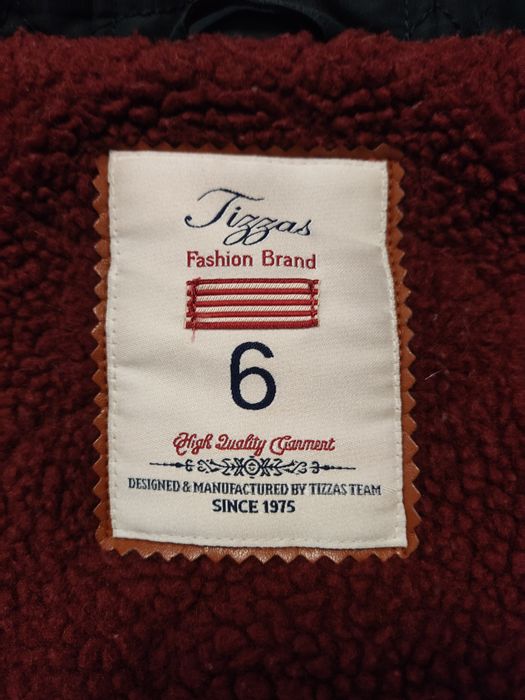 Tizzas
Fashion Brand
6
High Quality Garment
DESIGNED & MANUFACTURED BY TIZZAS TEAM
SINCE 1975